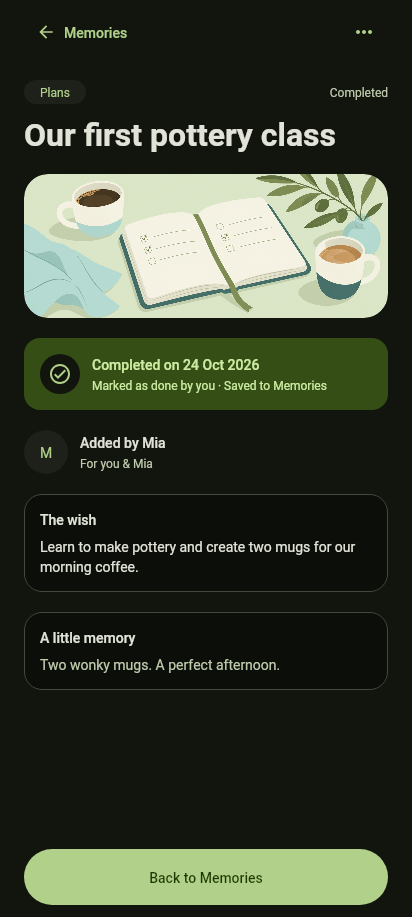 Memories
Plans
Completed
Our first pottery class
Completed on 24 Oct 2026
Marked as done by you · Saved to Memories
M
Added by Mia
For you & Mia
The wish
Learn to make pottery and create two mugs for our
morning coffee.
A little memory
Two wonky mugs. A perfect afternoon.
Back to Memories